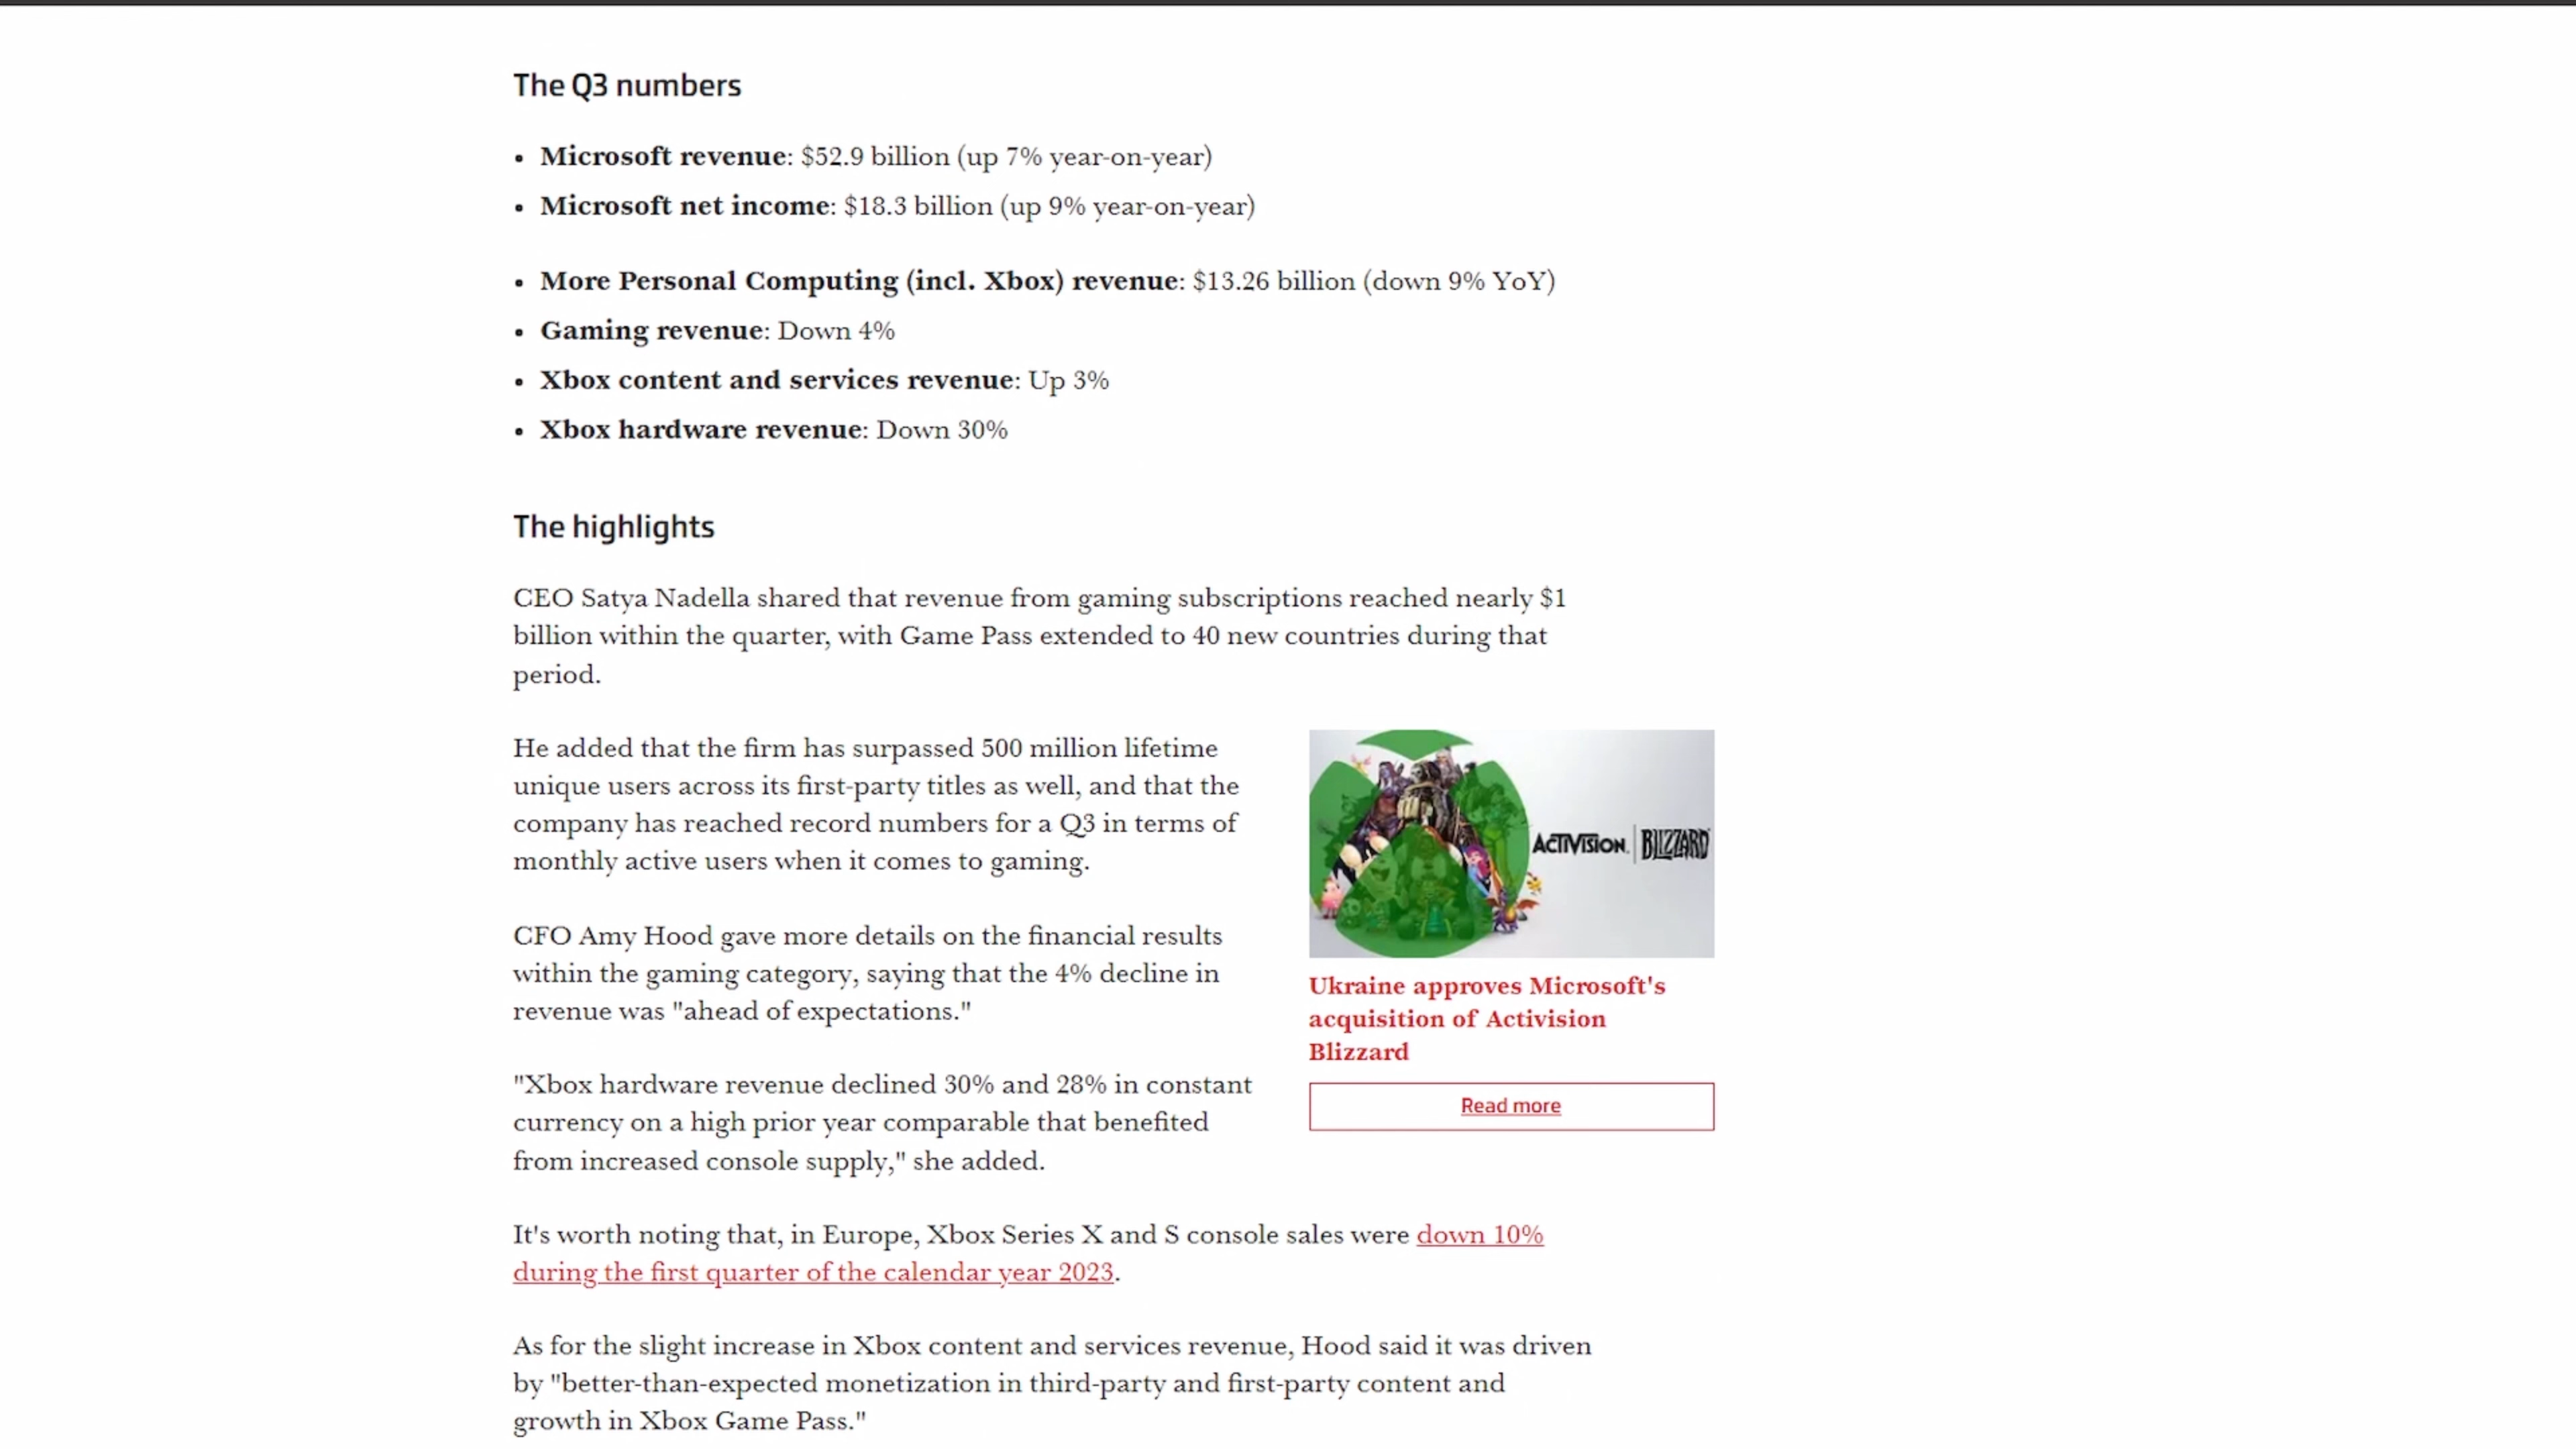 The Q3 numbers
• Microsoft revenue: $52.9 billion (up 7% year-on-year)
• Microsoft net income: $18.3 billion (up 9% year-on-year)
• More Personal Computing (incl. Xbox) revenue: $13.26 billion (down 9% YoY)
• Gaming revenue: Down 4%
• Xbox content and services revenue: Up 3%
• Xbox hardware revenue: Down 30%
The highlights
CEO Satya Nadella shared that revenue from gaming subscriptions reached nearly $1
billion within the quarter, with Game Pass extended to 40 new countries during that
period.
He added that the firm has surpassed 500 million lifetime
unique users across its first-party titles as well, and that the
company has reached record numbers for a Q3 in terms of
monthly active users when it comes to gaming.
CFO Amy Hood gave more details on the financial results
within the gaming category, saying that the 4% decline in
revenue was "ahead of expectations."
"Xbox hardware revenue declined 30% and 28% in constant
currency on a high prior year comparable that benefited
from increased console supply," she added.
ACTIVISION | BLIZZARD
Ukraine approves Microsoft's
acquisition of Activision
Blizzard
Read more
It's worth noting that, in Europe, Xbox Series X and S console sales were down 10%
during the first quarter of the calendar year 2023.
As for the slight increase in Xbox content and services revenue, Hood said it was driven
by "better-than-expected monetization in third-party and first-party content and
growth in Xbox Game Pass."